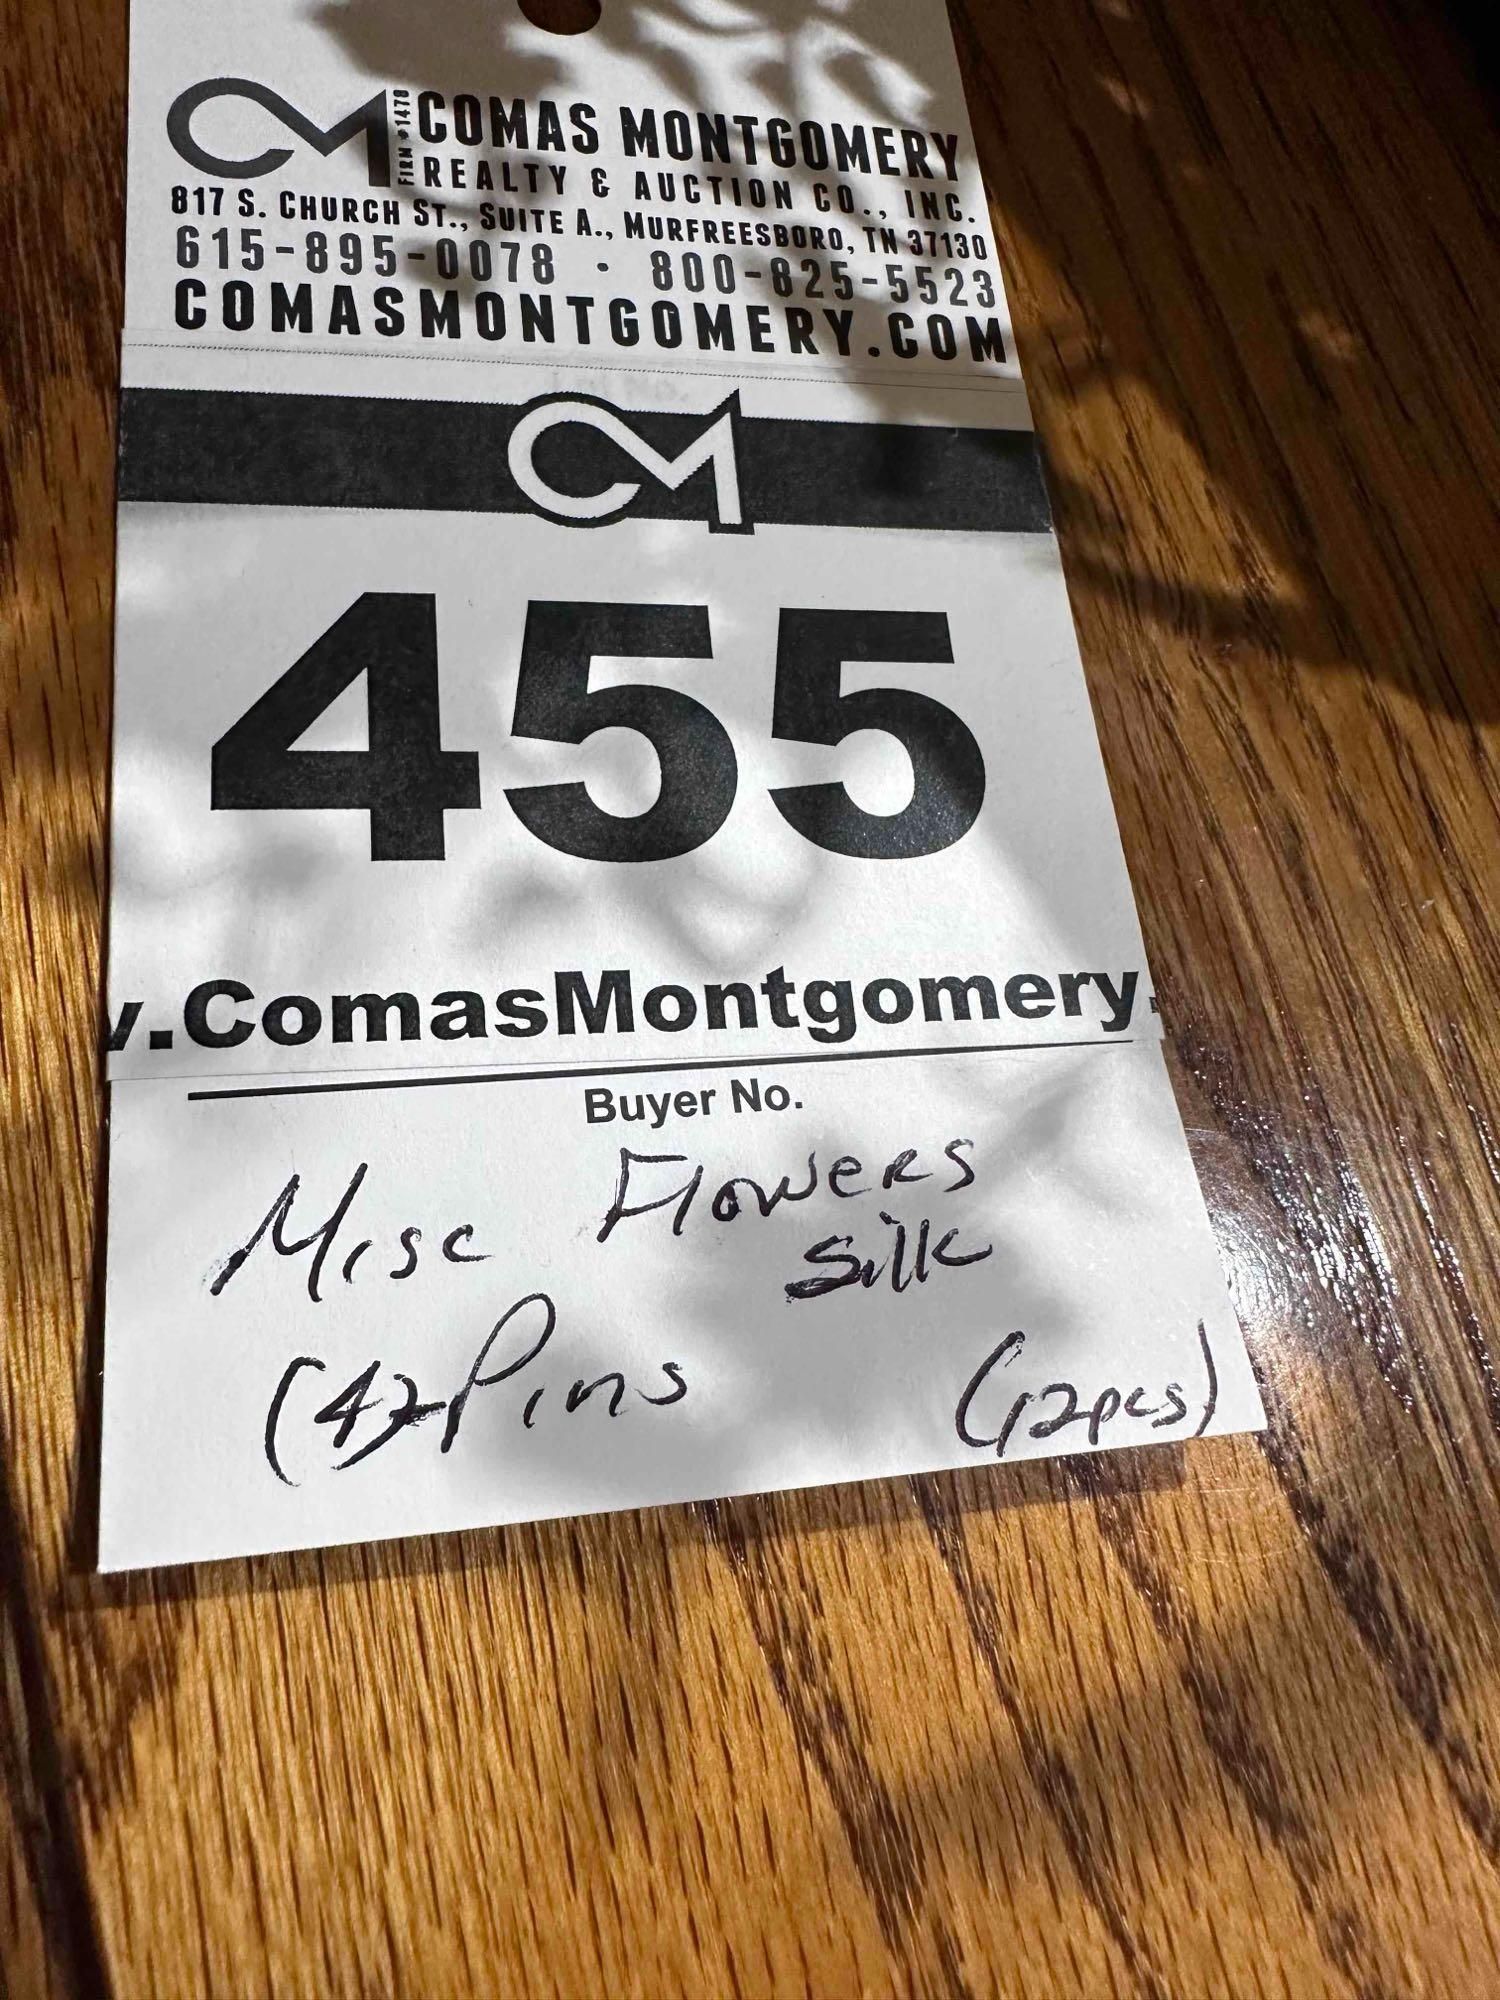 CM FIRM #1478 COMAS MONTGOMERY
REALTY & AUCTION CO., INC.
817 S. CHURCH ST., SUITE A., MURFREESBORO, TN 37130
615-895-0078 · 800-825-5523
COMASMONTGOMERY.COM
CM
455
.ComasMontgomery.
Buyer No.
Misc Flowers
Silk
Pins (12pcs)